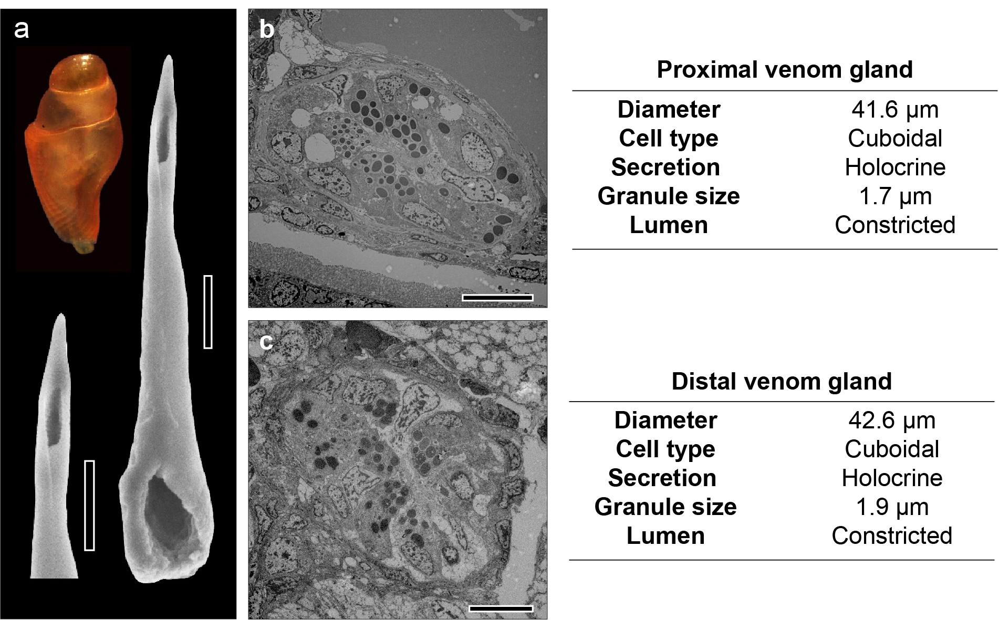 a
b
Proximal venom gland
Diameter 41.6 µm
Cell type Cuboidal
Secretion Holocrine
Granule size 1.7 µm
Lumen Constricted
c
Distal venom gland
Diameter 42.6 µm
Cell type Cuboidal
Secretion Holocrine
Granule size 1.9 µm
Lumen Constricted